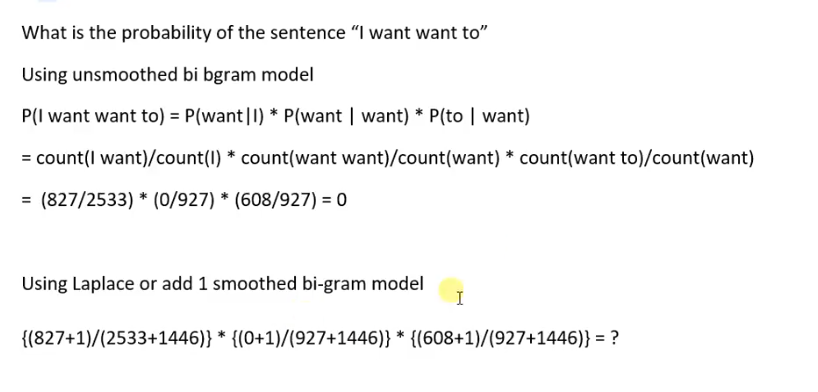 What is the probability of the sentence “I want want to”
Using unsmoothed bi bgram model
P(I want want to) = P(want|I) * P(want | want) * P(to | want)
= count(I want)/count(I) * count(want want)/count(want) * count(want to)/count(want)
= (827/2533) * (0/927) * (608/927) = 0
Using Laplace or add 1 smoothed bi-gram model
{(827+1)/(2533+1446)} * {(0+1)/(927+1446)} * {(608+1)/(927+1446)} = ?